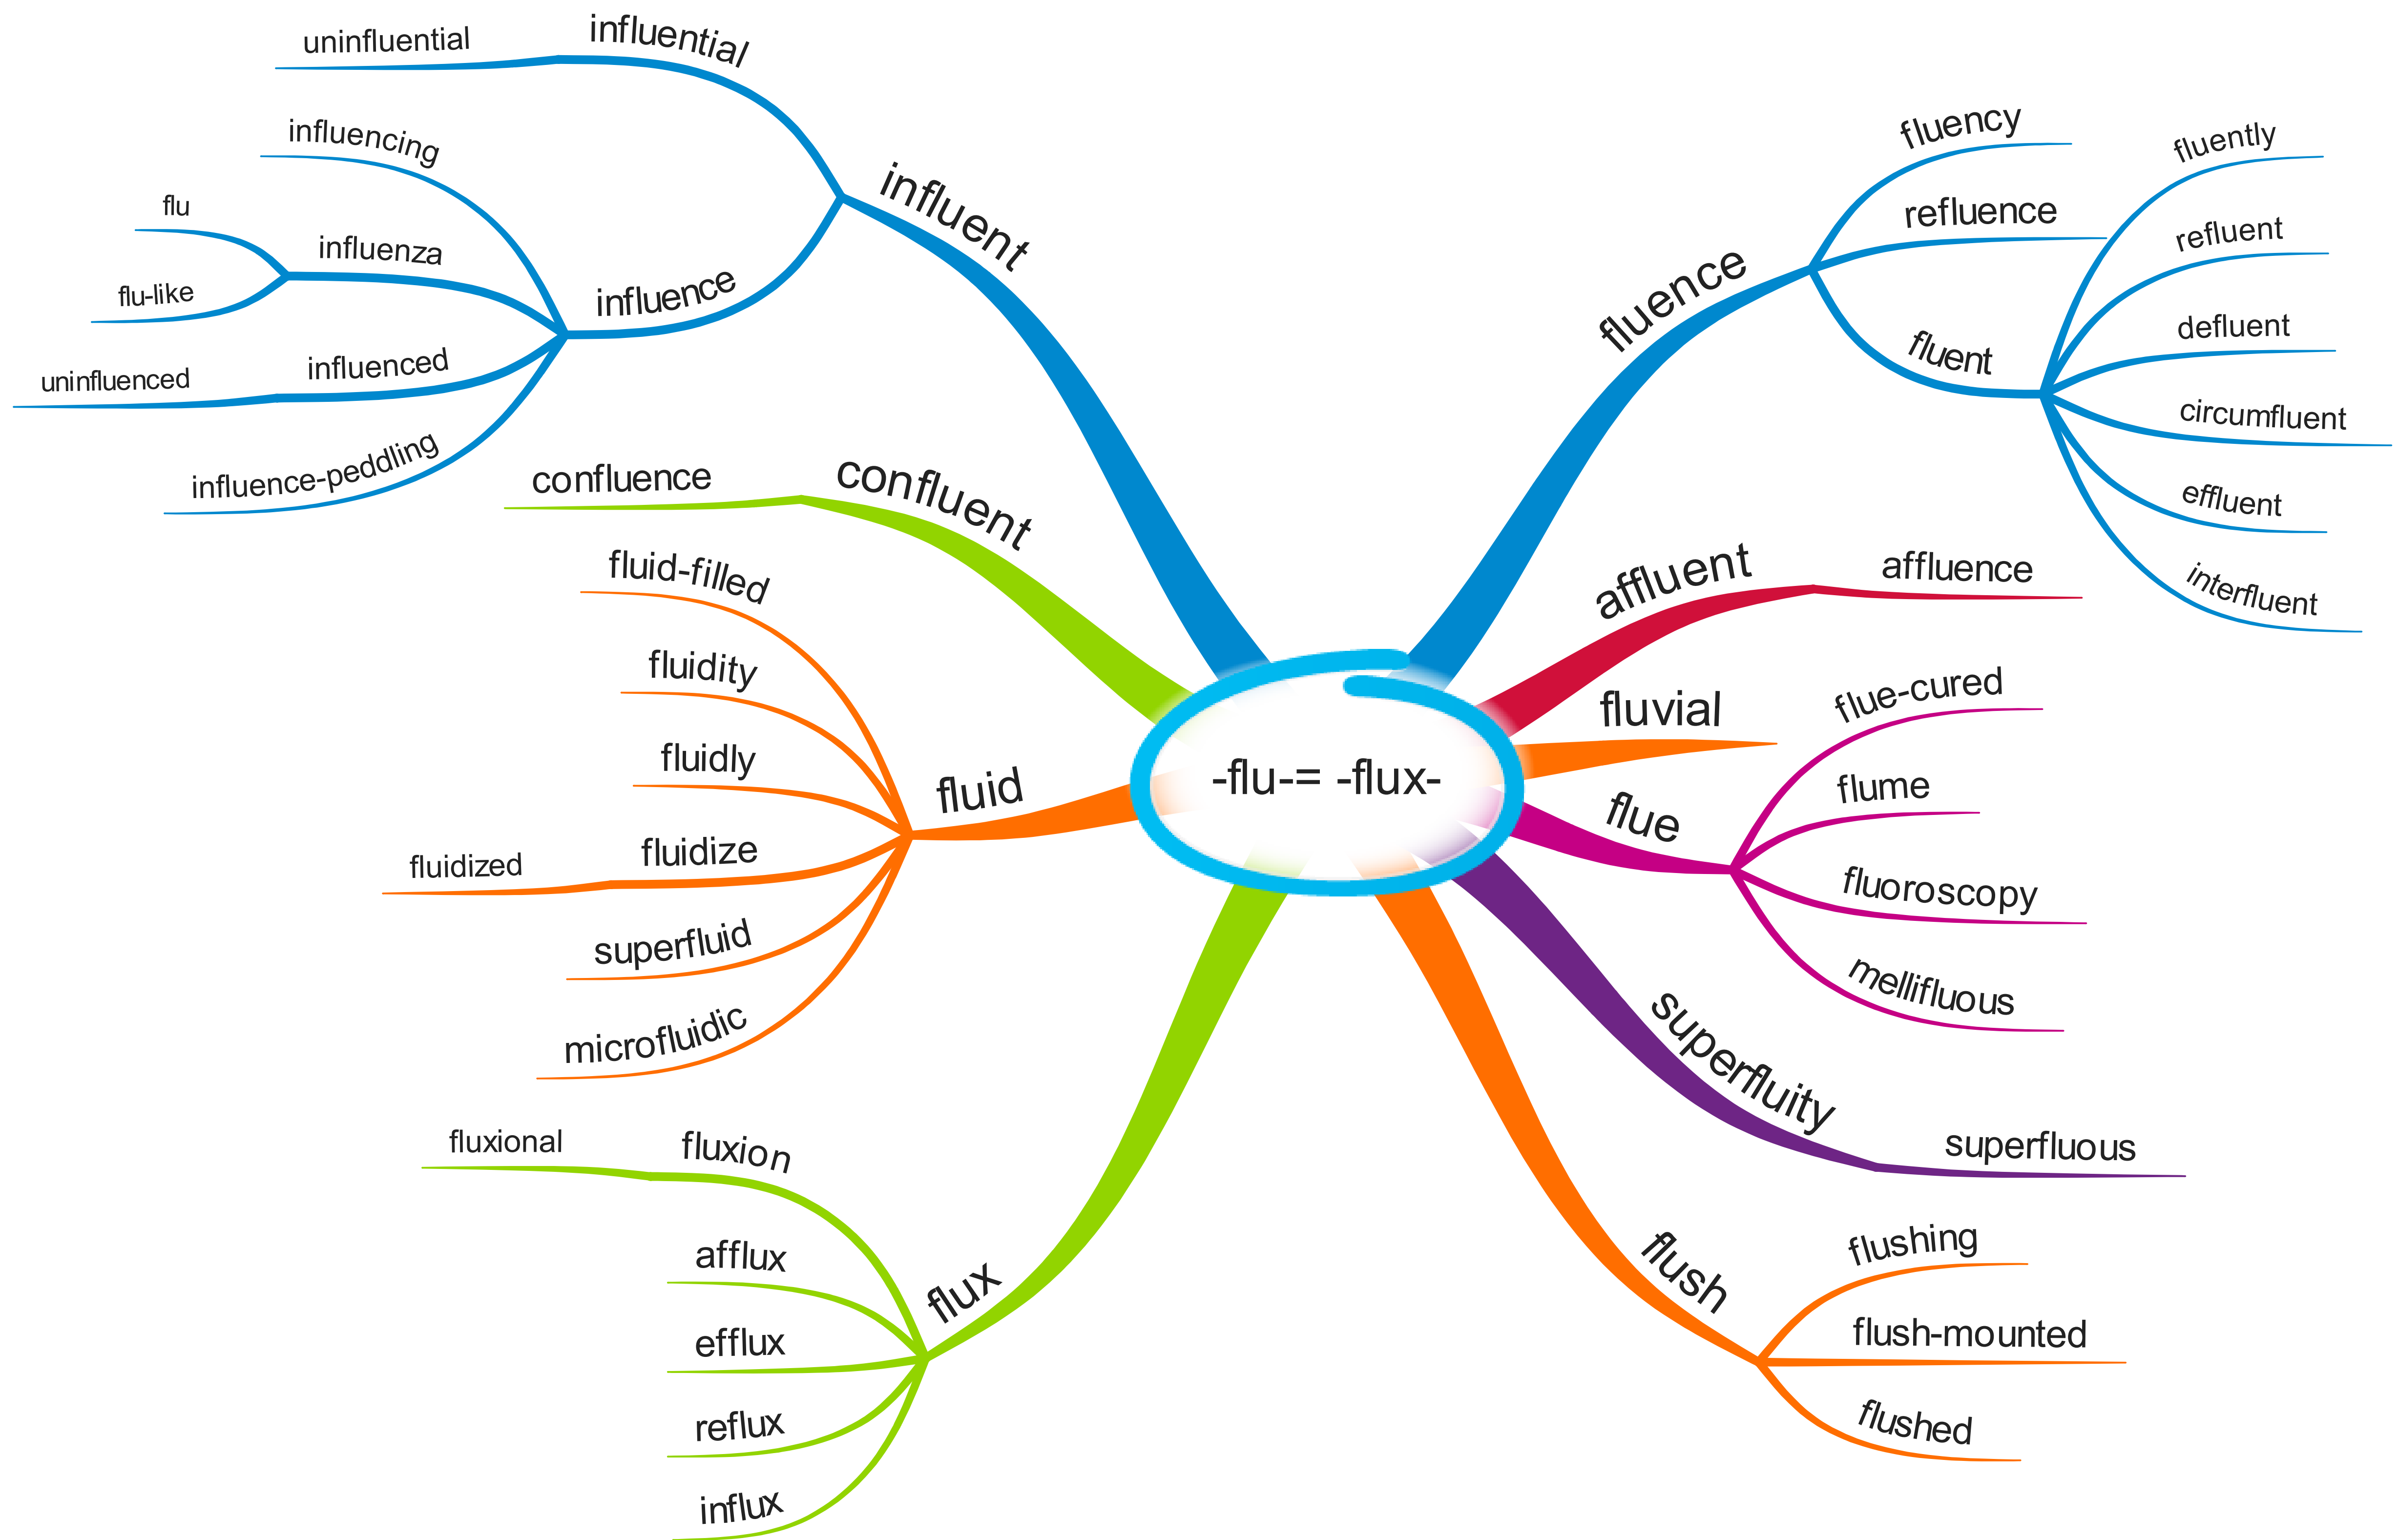 -flu-= -flux-
fluence
fluency
refluence
fluent
fluently
refluent
defluent
circumfluent
effluent
interfluent
affluent
affluence
fluvial
flue
flue-cured
flume
fluoroscopy
mellifluous
superfluity
superfluous
flush
flushing
flush-mounted
flushed
flux
fluxion
fluxional
afflux
efflux
reflux
influx
fluid
fluid-filled
fluidity
fluidly
fluidize
fluidized
superfluid
microfluidic
confluent
confluence
influent
influential
uninfluential
influence
influencing
influenza
flu
flu-like
influenced
uninfluenced
influence-peddling